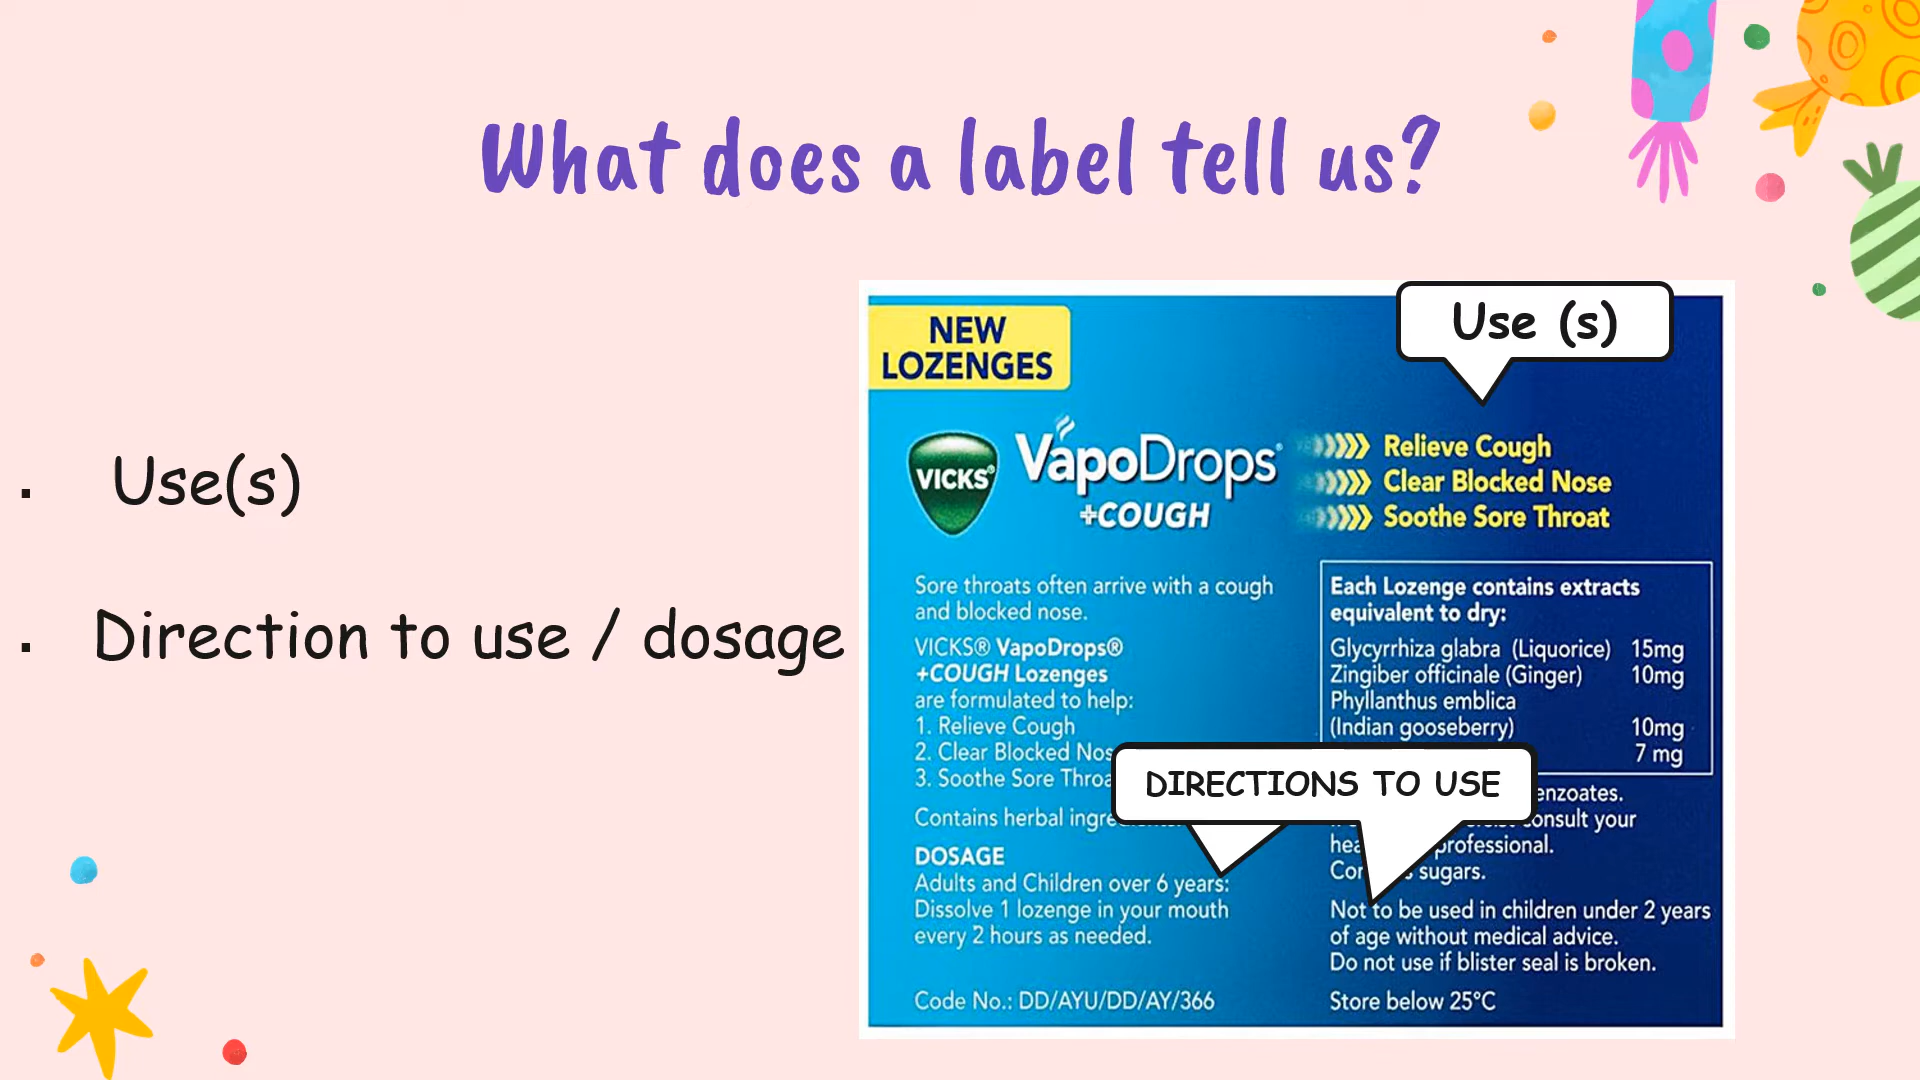 What does a label tell us?
▪ Use(s)
▪ Direction to use / dosage
Use (s)
NEW
LOZENGES
VICKS®
VapoDrops®
+COUGH
Relieve Cough
Clear Blocked Nose
Soothe Sore Throat
Sore throats often arrive with a cough
and blocked nose.
VICKS® VapoDrops®
+COUGH Lozenges
are formulated to help:
1. Relieve Cough
2. Clear Blocked
3. Soothe Sore
Contains herbal
DOSAGE
Adults and Children over 6 years:
Dissolve 1 lozenge in your mouth
every 2 hours as needed.
Code No.: DD/AYU/DD/AY/366
DIRECTIONS TO USE
Each Lozenge contains extracts
equivalent to dry:
Glycyrrhiza glabra (Liquorice) 15mg
Zingiber officinale (Ginger) 10mg
Phyllanthus emblica
(Indian gooseberry) 10mg
7 mg
your
professional.
sugars.
Not to be used in children under 2 years
of age without medical advice.
Do not use if blister seal is broken.
Store below 25°C